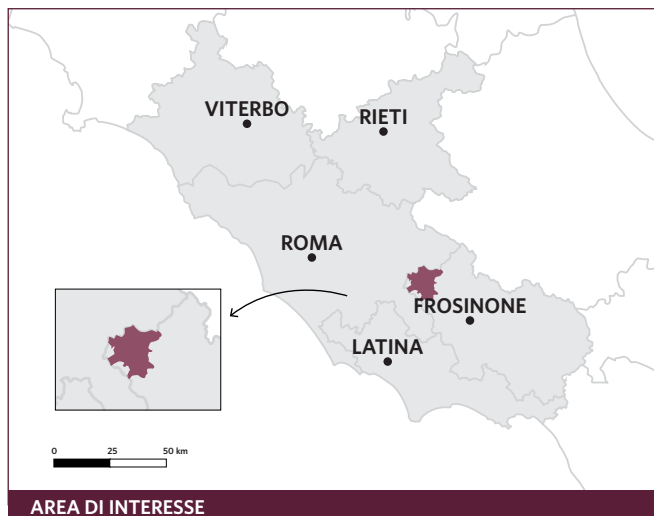 VITERBO
RIETI
ROMA
FROSINONE
LATINA
0 25 50 km
AREA DI INTERESSE